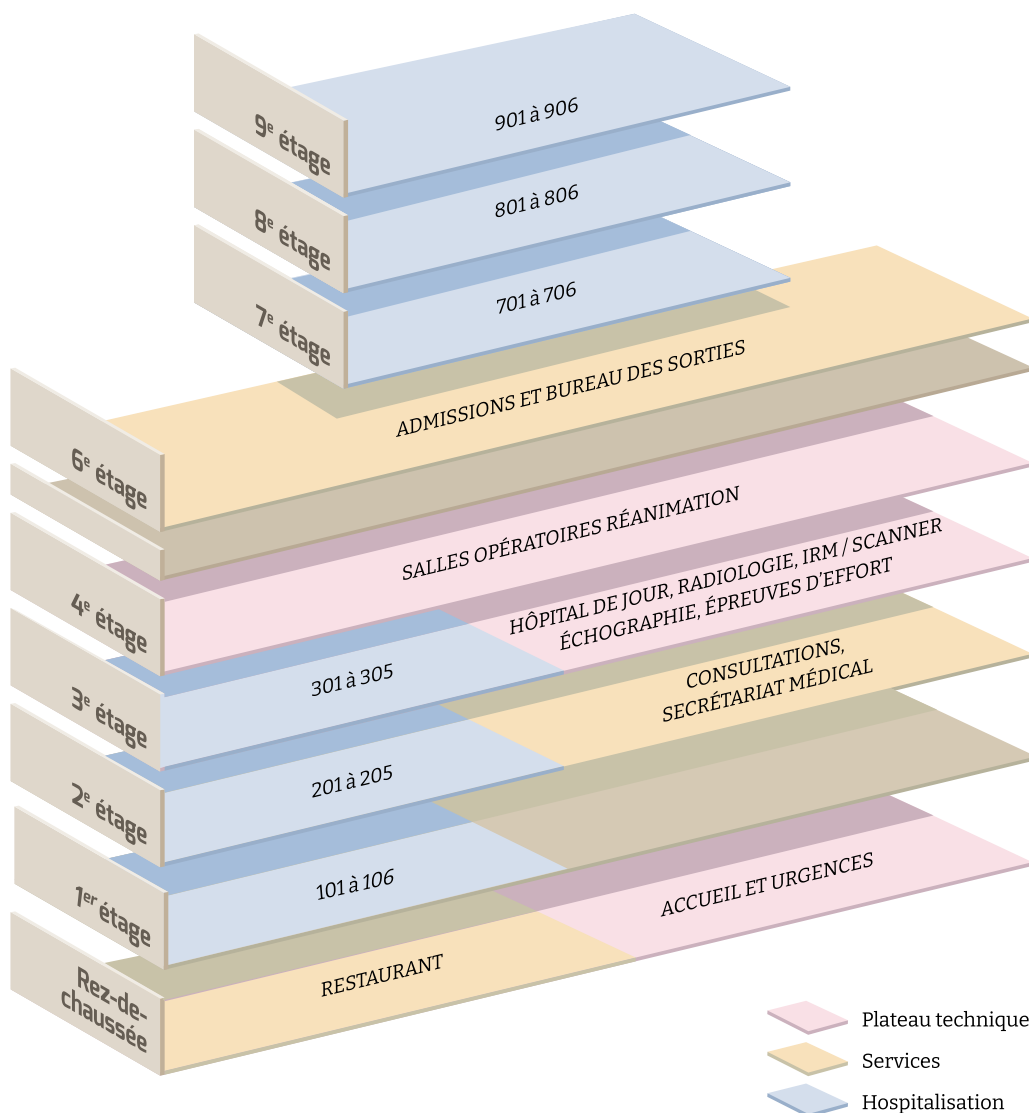 9e étage
901 à 906
8e étage
801 à 806
7e étage
701 à 706
6e étage
ADMISSIONS ET BUREAU DES SORTIES
4e étage
SALLES OPÉRATOIRES RÉANIMATION
3e étage
301 à 305
HÔPITAL DE JOUR, RADIOLOGIE, IRM / SCANNER
ÉCHOGRAPHIE, ÉPREUVES D'EFFORT
2e étage
201 à 205
CONSULTATIONS,
SECRÉTARIAT MÉDICAL
1er étage
101 à 106
Rez-de-
chaussée
RESTAURANT
ACCUEIL ET URGENCES
Plateau technique
Services
Hospitalisation